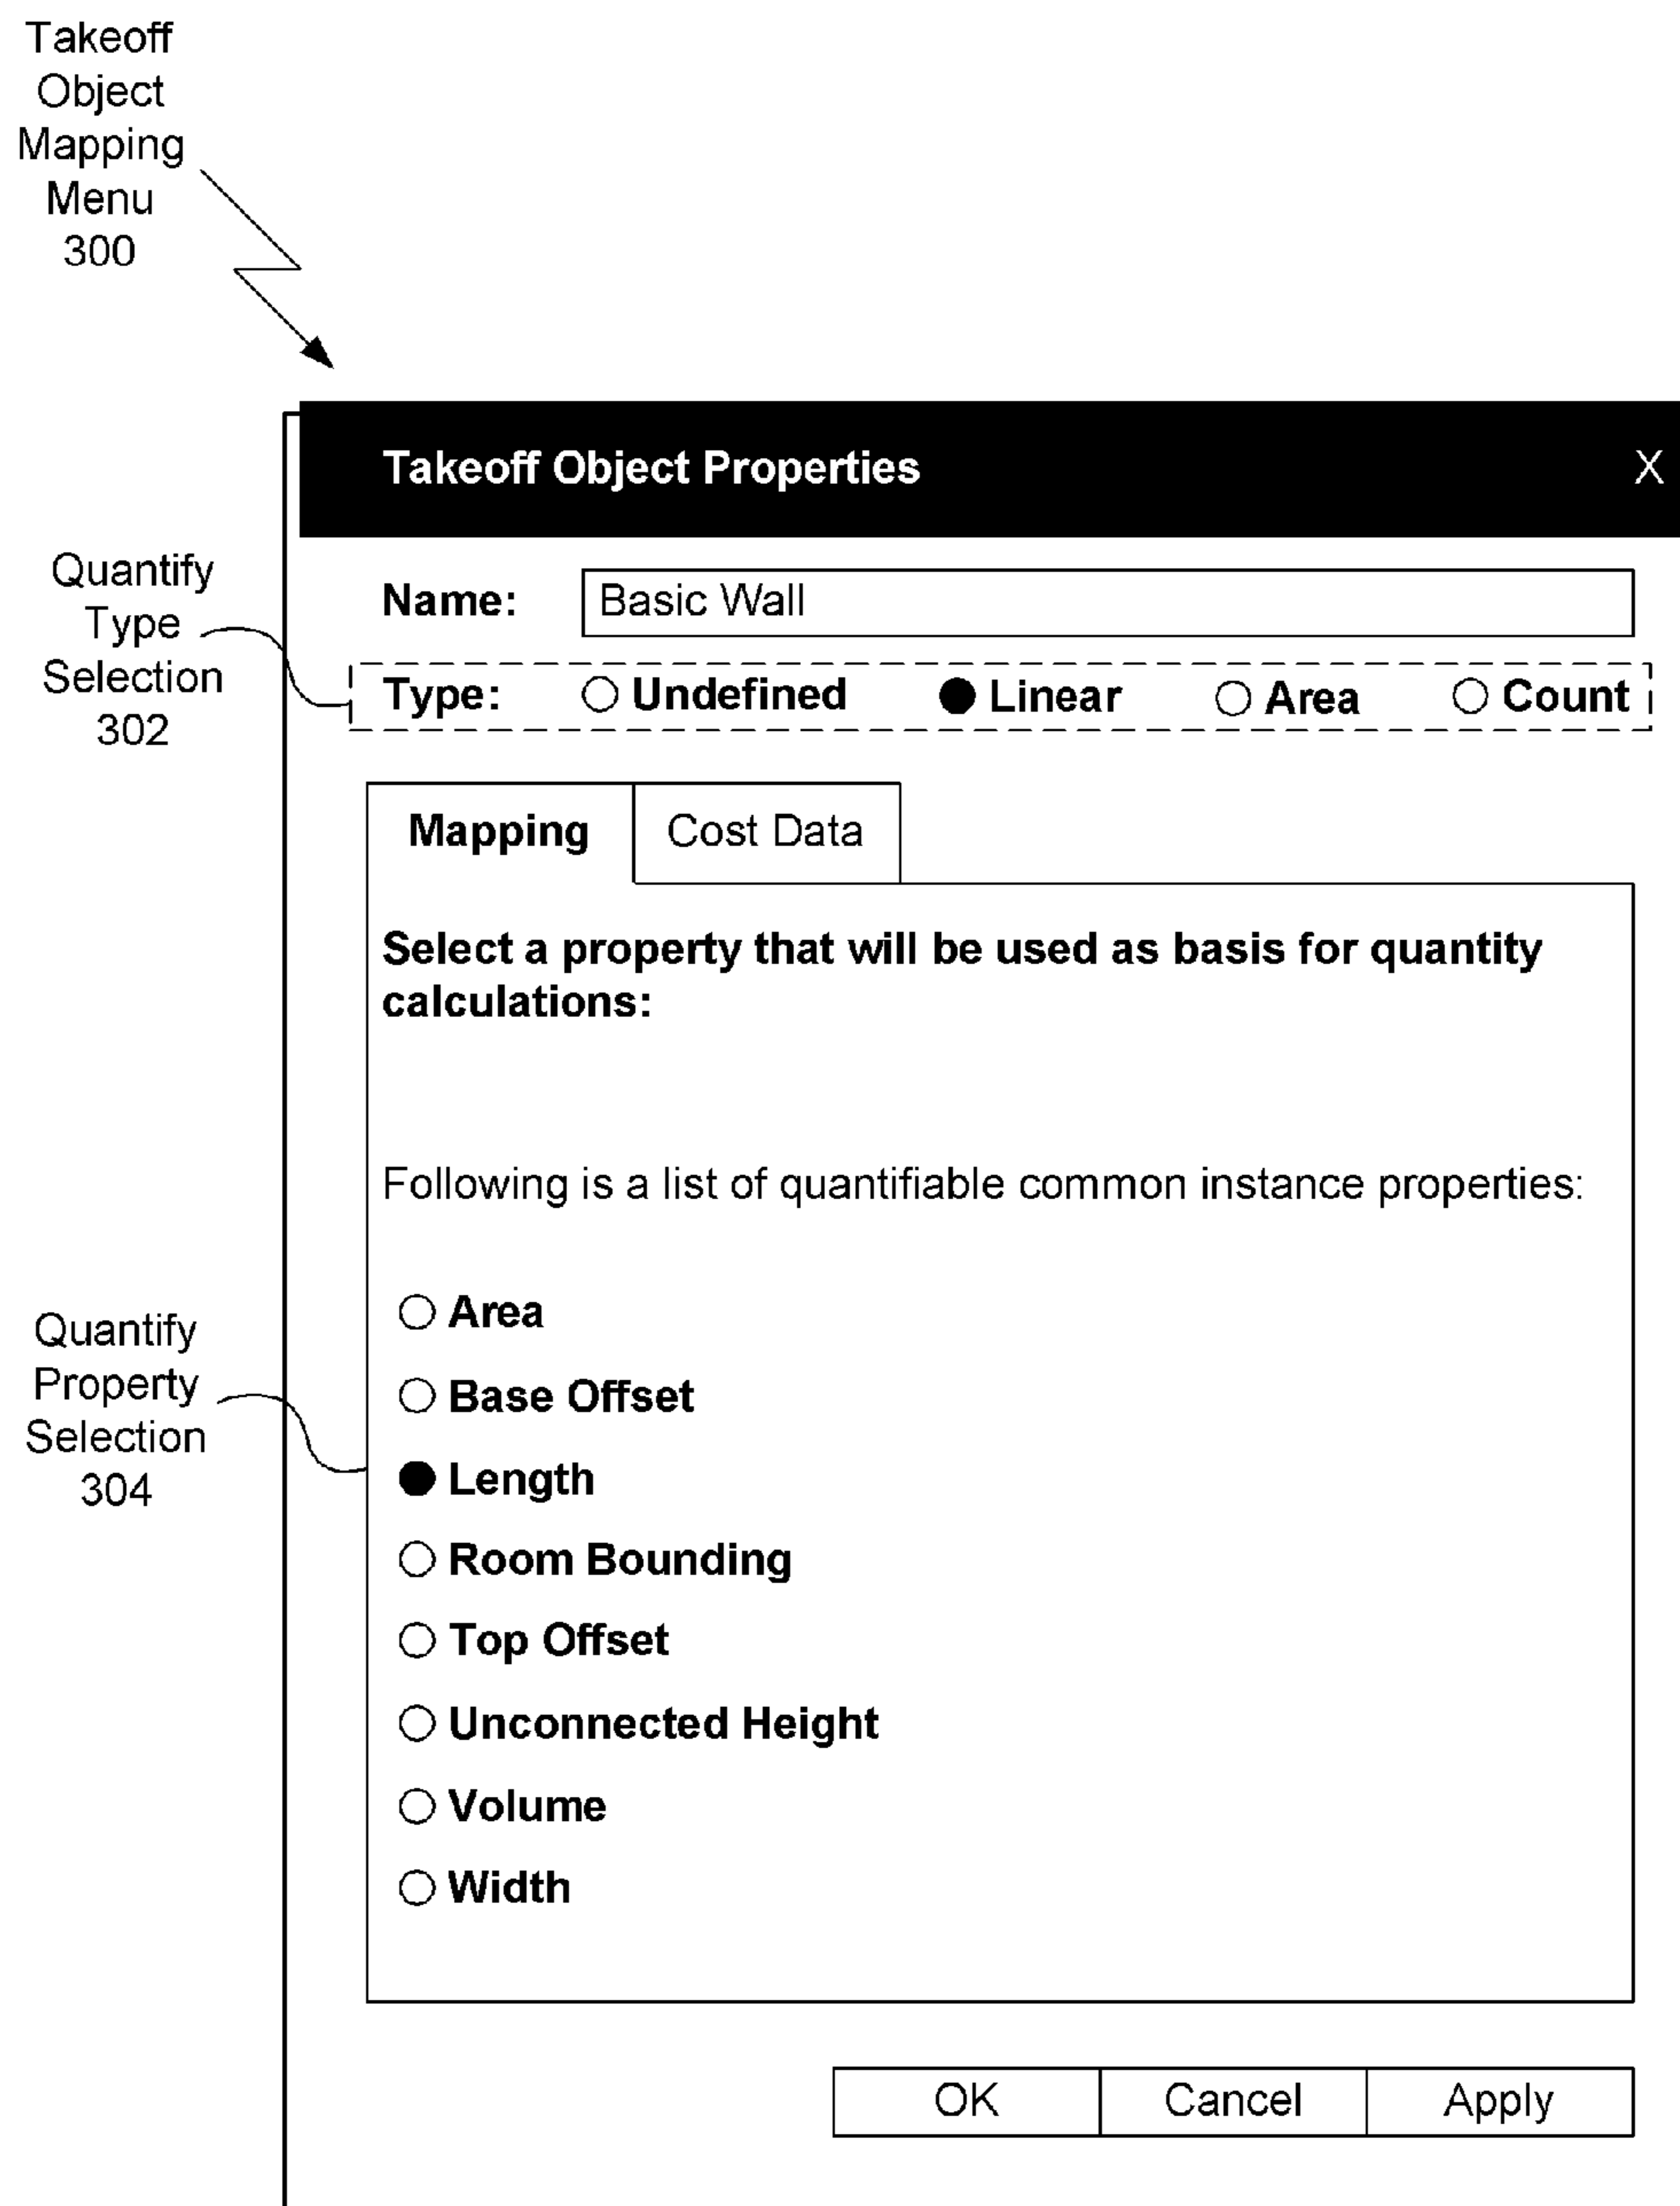 Takeoff
Object
Mapping
Menu
300
Takeoff Object Properties X
Quantify
Type
Selection
302
Name: Basic Wall
Type: Undefined Linear Area Count
Mapping Cost Data
Select a property that will be used as basis for quantity
calculations:
Following is a list of quantifiable common instance properties:
Quantify
Property
Selection
304
Area
Base Offset
Length
Room Bounding
Top Offset
Unconnected Height
Volume
Width
OK Cancel Apply